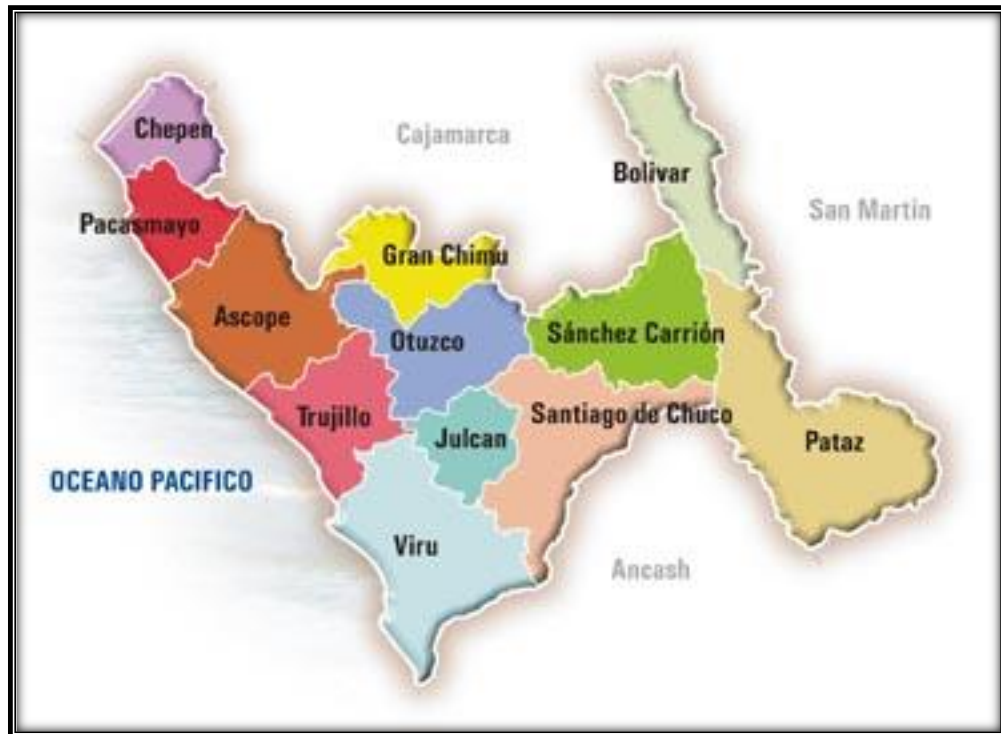 Chepen
Cajamarca
Bolivar
San Martin
Pacasmayo
Gran Chimu
Ascope
Otuzco
Sánchez Carrión
Trujillo
Santiago de Chuco
Julcan
Pataz
OCEANO PACIFICO
Viru
Ancash